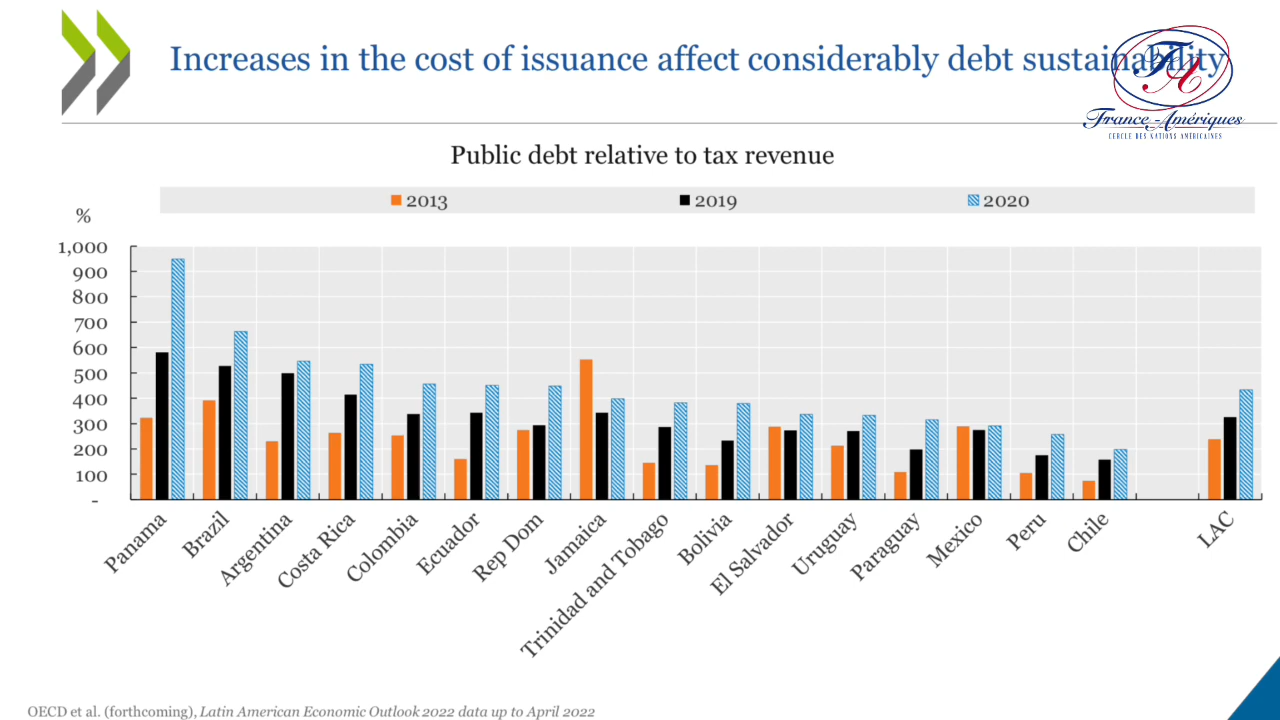 Increases in the cost of issuance affect considerably debt sustainability
FA
France-Amériques
CERCLE DES NATIONS AMÉRICAINES
Public debt relative to tax revenue
2013 2019 2020
%
1,000
900
800
700
600
500
400
300
200
100
-
Panama
Brazil
Argentina
Costa Rica
Colombia
Ecuador
Rep Dom
Jamaica
Trinidad and Tobago
Bolivia
El Salvador
Uruguay
Paraguay
Mexico
Peru
Chile
LAC
OECD et al. (forthcoming), Latin American Economic Outlook 2022 data up to April 2022